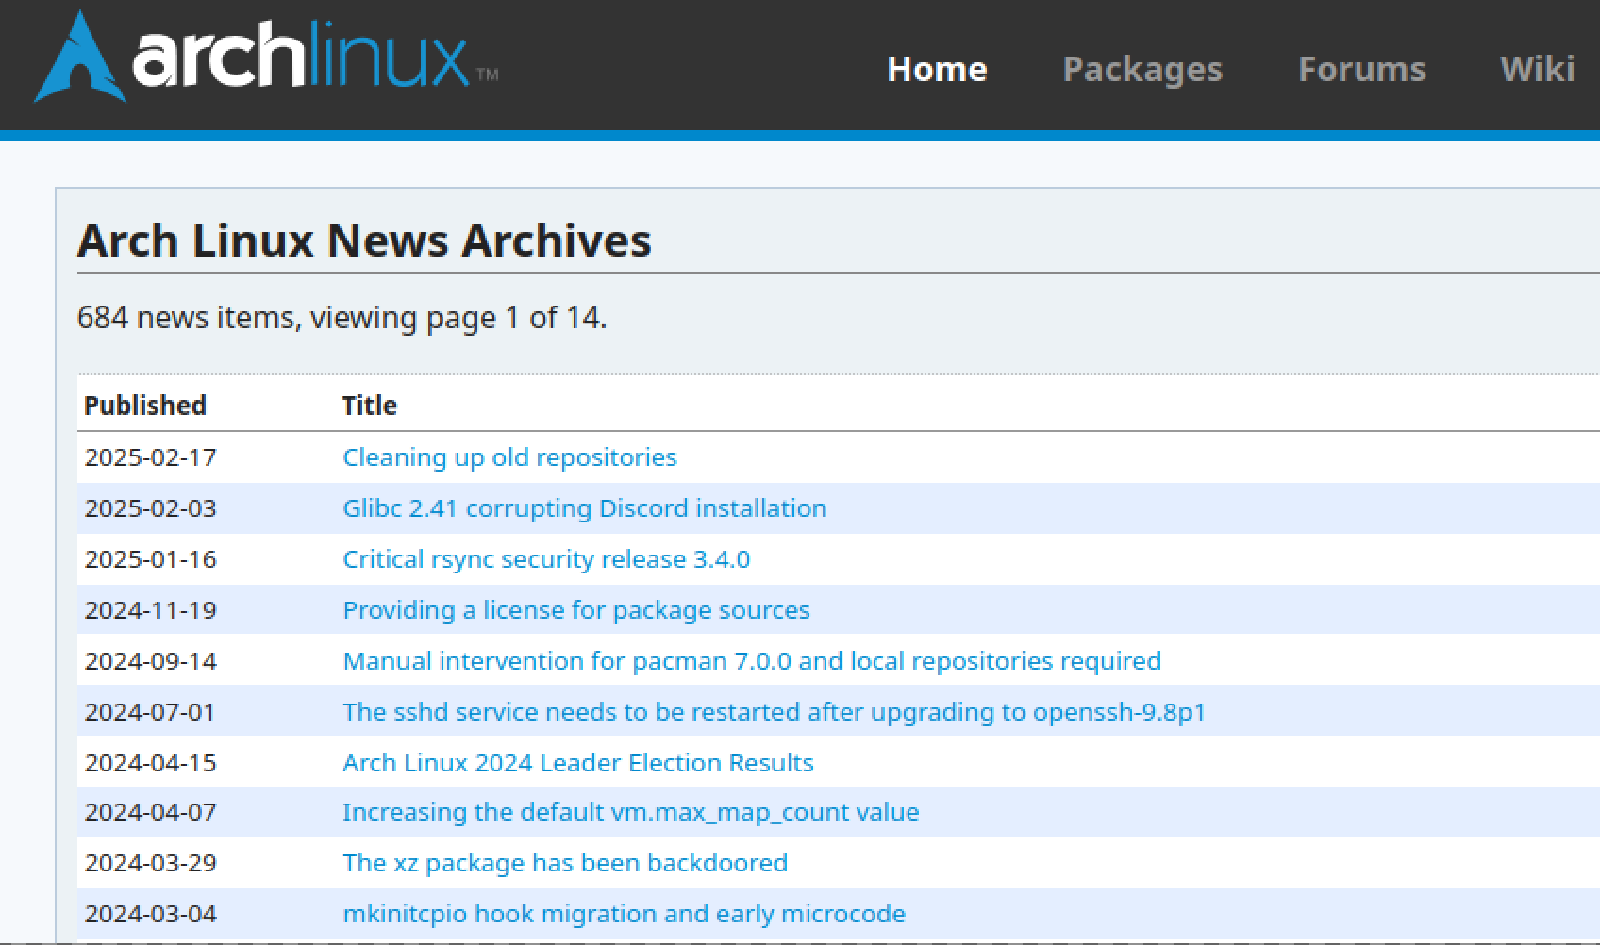 archlinux™ Home Packages Forums Wiki
Arch Linux News Archives
684 news items, viewing page 1 of 14.
Published Title
2025-02-17 Cleaning up old repositories
2025-02-03 Glibc 2.41 corrupting Discord installation
2025-01-16 Critical rsync security release 3.4.0
2024-11-19 Providing a license for package sources
2024-09-14 Manual intervention for pacman 7.0.0 and local repositories required
2024-07-01 The sshd service needs to be restarted after upgrading to openssh-9.8p1
2024-04-15 Arch Linux 2024 Leader Election Results
2024-04-07 Increasing the default vm.max_map_count value
2024-03-29 The xz package has been backdoored
2024-03-04 mkinitcpio hook migration and early microcode